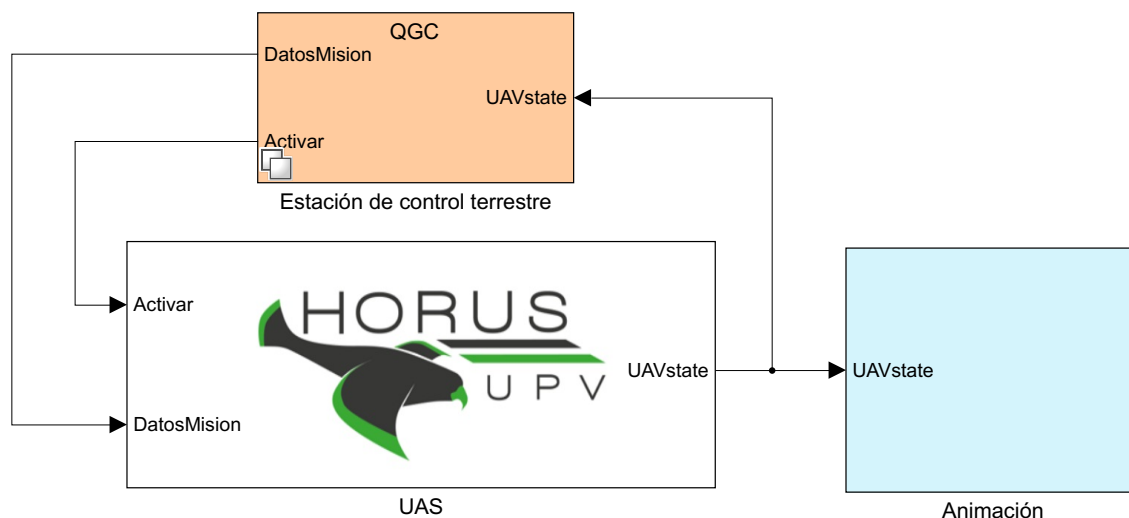 QGC
DatosMision
UAVstate
Activar
Estación de control terrestre
Activar
HORUS
UPV
UAVstate
DatosMision
UAS
UAVstate
Animación